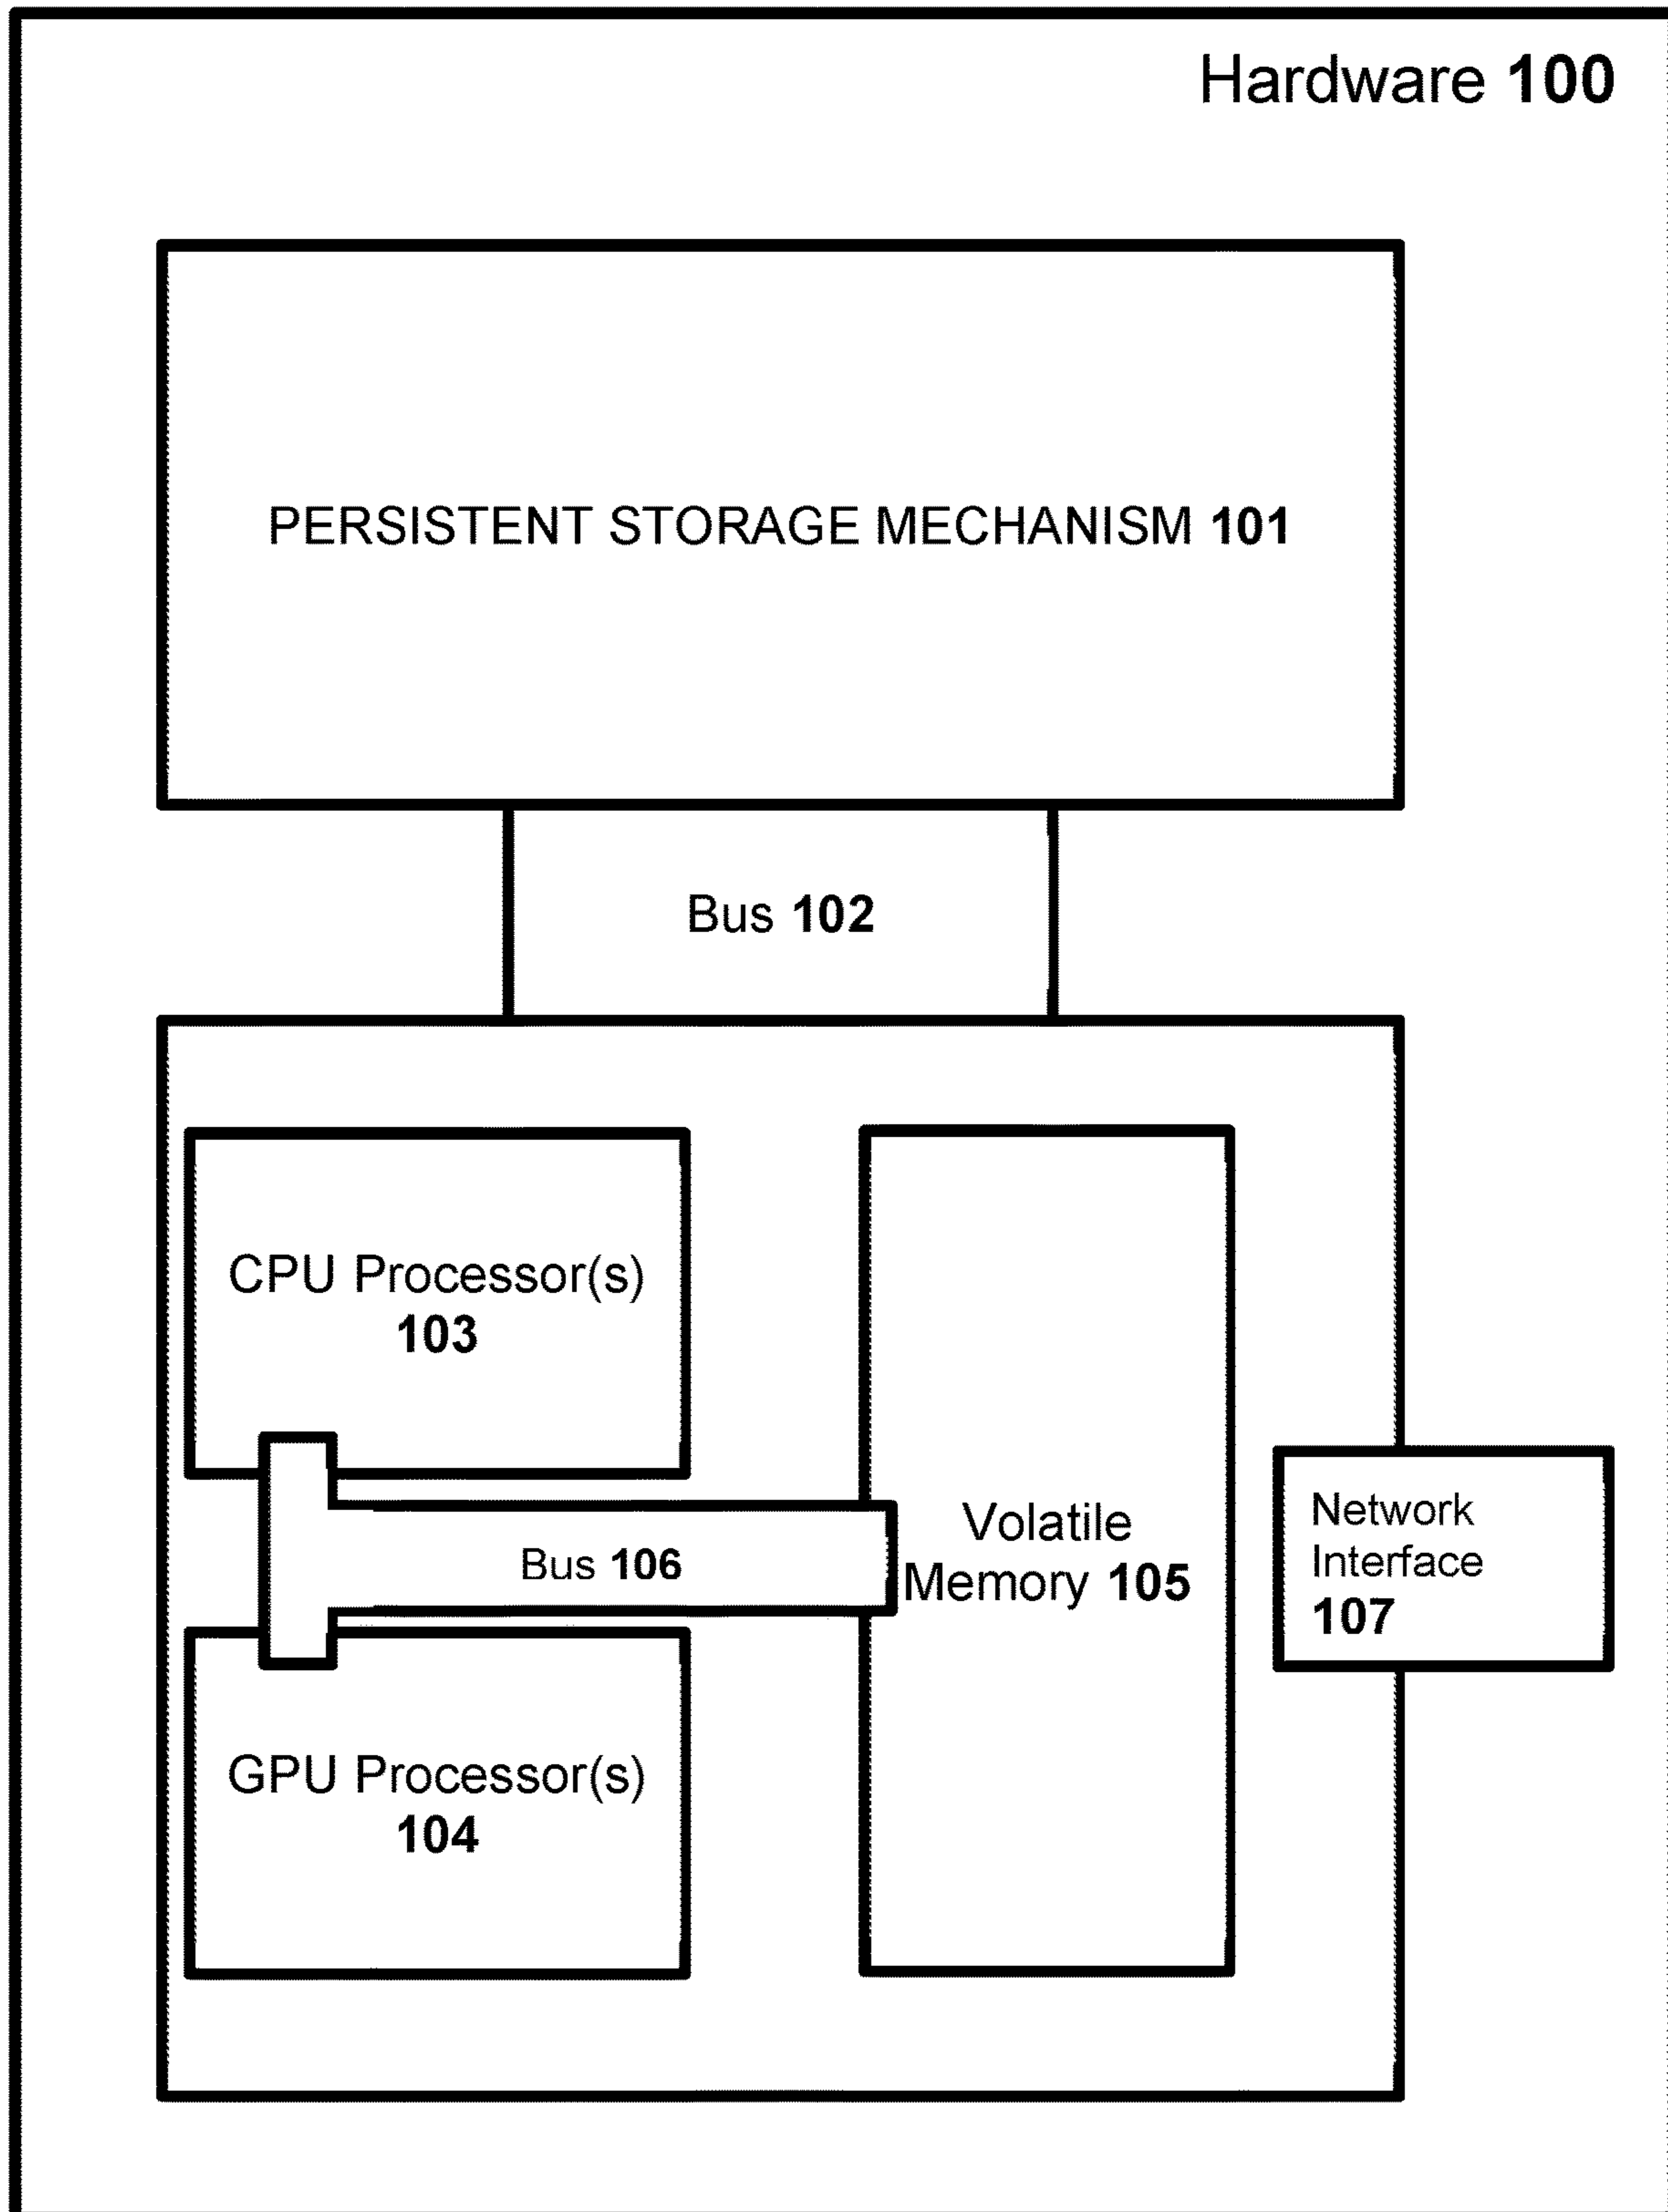 Hardware 100
PERSISTENT STORAGE MECHANISM 101
Bus 102
CPU Processor(s)
103
Bus 106
Volatile
Memory 105
Network
Interface
107
GPU Processor(s)
104